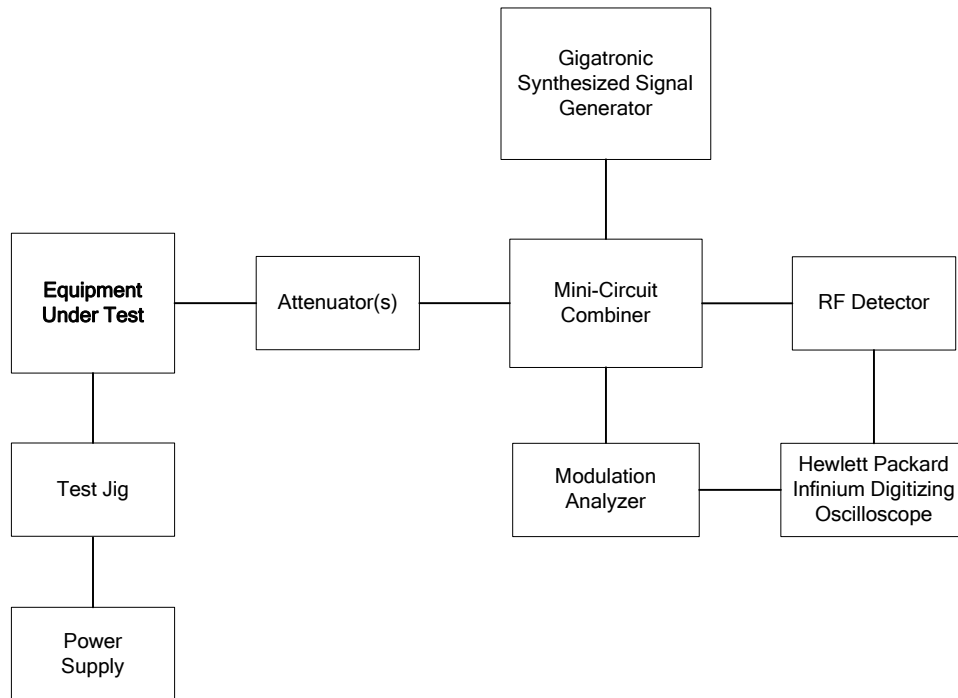 Gigatronic
Synthesized Signal
Generator
Equipment
Under Test
Attenuator(s)
Mini-Circuit
Combiner
RF Detector
Test Jig
Modulation
Analyzer
Hewlett Packard
Infinium Digitizing
Oscilloscope
Power
Supply